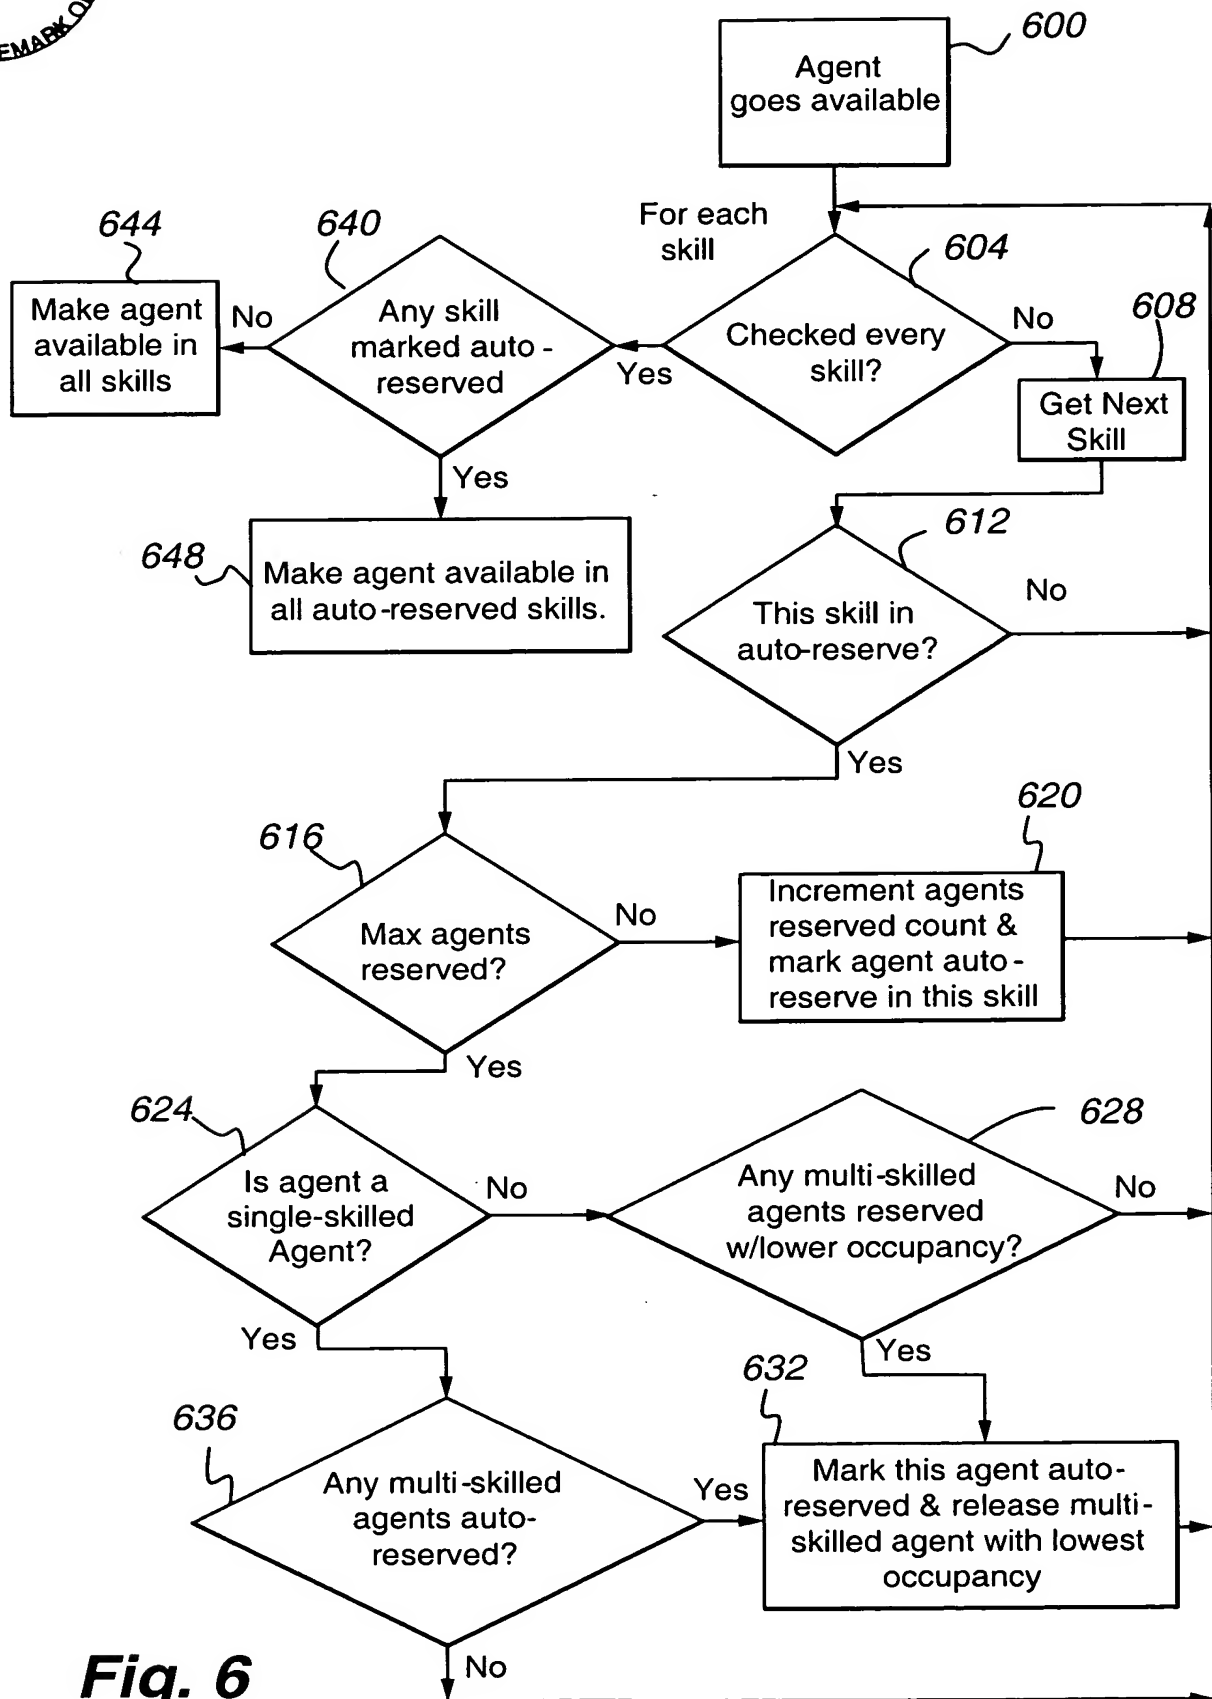 600
Agent
goes available
For each
skill
644
640
604
608
Make agent
available in
all skills
No
Any skill
marked auto-
reserved
Yes
Checked every
skill?
No
Get Next
Skill
Yes
612
648
Make agent available in
all auto-reserved skills.
This skill in
auto-reserve?
No
Yes
620
616
Max agents
reserved?
No
Increment agents
reserved count &
mark agent auto-
reserve in this skill
Yes
624
628
Is agent a
single-skilled
Agent?
No
Any multi-skilled
agents reserved
w/lower occupancy?
No
Yes
Yes
632
636
Any multi-skilled
agents auto-
reserved?
Yes
Mark this agent auto-
reserved & release multi-
skilled agent with lowest
occupancy
No
Fig. 6